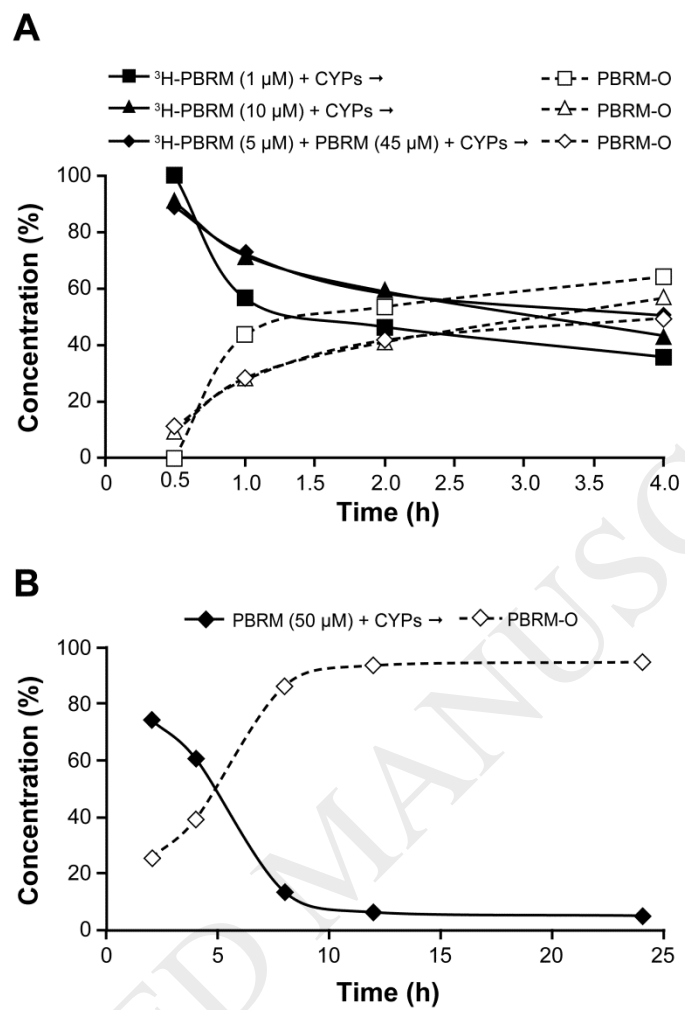 A
³H-PBRM (1 µM) + CYPs → PBRM-O
³H-PBRM (10 µM) + CYPs → PBRM-O
³H-PBRM (5 µM) + PBRM (45 µM) + CYPs → PBRM-O
100
80
60
40
20
0
Concentration (%)
0 0.5 1.0 1.5 2.0 2.5 3.0 3.5 4.0
Time (h)
B
PBRM (50 µM) + CYPs → PBRM-O
100
80
60
40
20
0
Concentration (%)
0 5 10 15 20 25
Time (h)
ED MANUSC